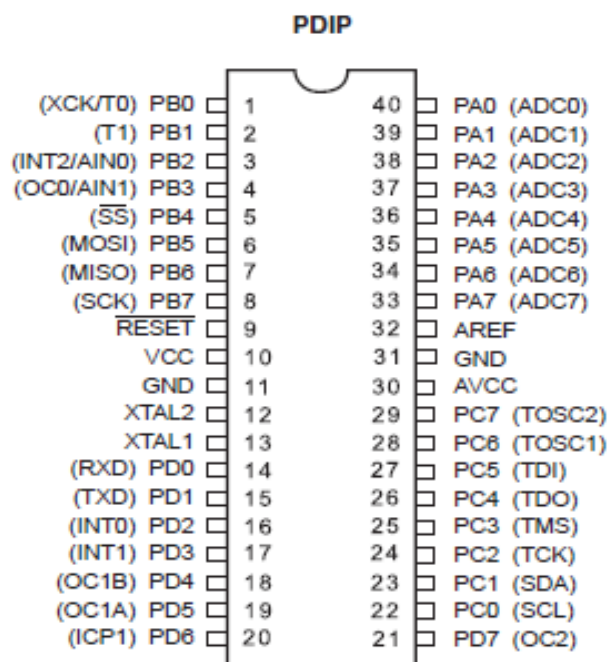 PDIP
(XCK/T0) PB0 1 40 PA0 (ADC0)
(T1) PB1 2 39 PA1 (ADC1)
(INT2/AIN0) PB2 3 38 PA2 (ADC2)
(OC0/AIN1) PB3 4 37 PA3 (ADC3)
(S̅S̅) PB4 5 36 PA4 (ADC4)
(MOSI) PB5 6 35 PA5 (ADC5)
(MISO) PB6 7 34 PA6 (ADC6)
(SCK) PB7 8 33 PA7 (ADC7)
R̅E̅S̅E̅T̅ 9 32 AREF
VCC 10 31 GND
GND 11 30 AVCC
XTAL2 12 29 PC7 (TOSC2)
XTAL1 13 28 PC6 (TOSC1)
(RXD) PD0 14 27 PC5 (TDI)
(TXD) PD1 15 26 PC4 (TDO)
(INT0) PD2 16 25 PC3 (TMS)
(INT1) PD3 17 24 PC2 (TCK)
(OC1B) PD4 18 23 PC1 (SDA)
(OC1A) PD5 19 22 PC0 (SCL)
(ICP1) PD6 20 21 PD7 (OC2)